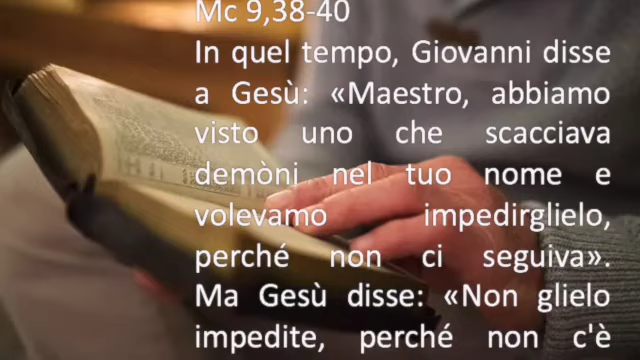 Mc 9,38-40
In quel tempo, Giovanni disse
a Gesù: «Maestro, abbiamo
visto uno che scacciava
demòni nel tuo nome e
volevamo impedirglielo,
perché non ci seguiva».
Ma Gesù disse: «Non glielo
impedite, perché non c'è